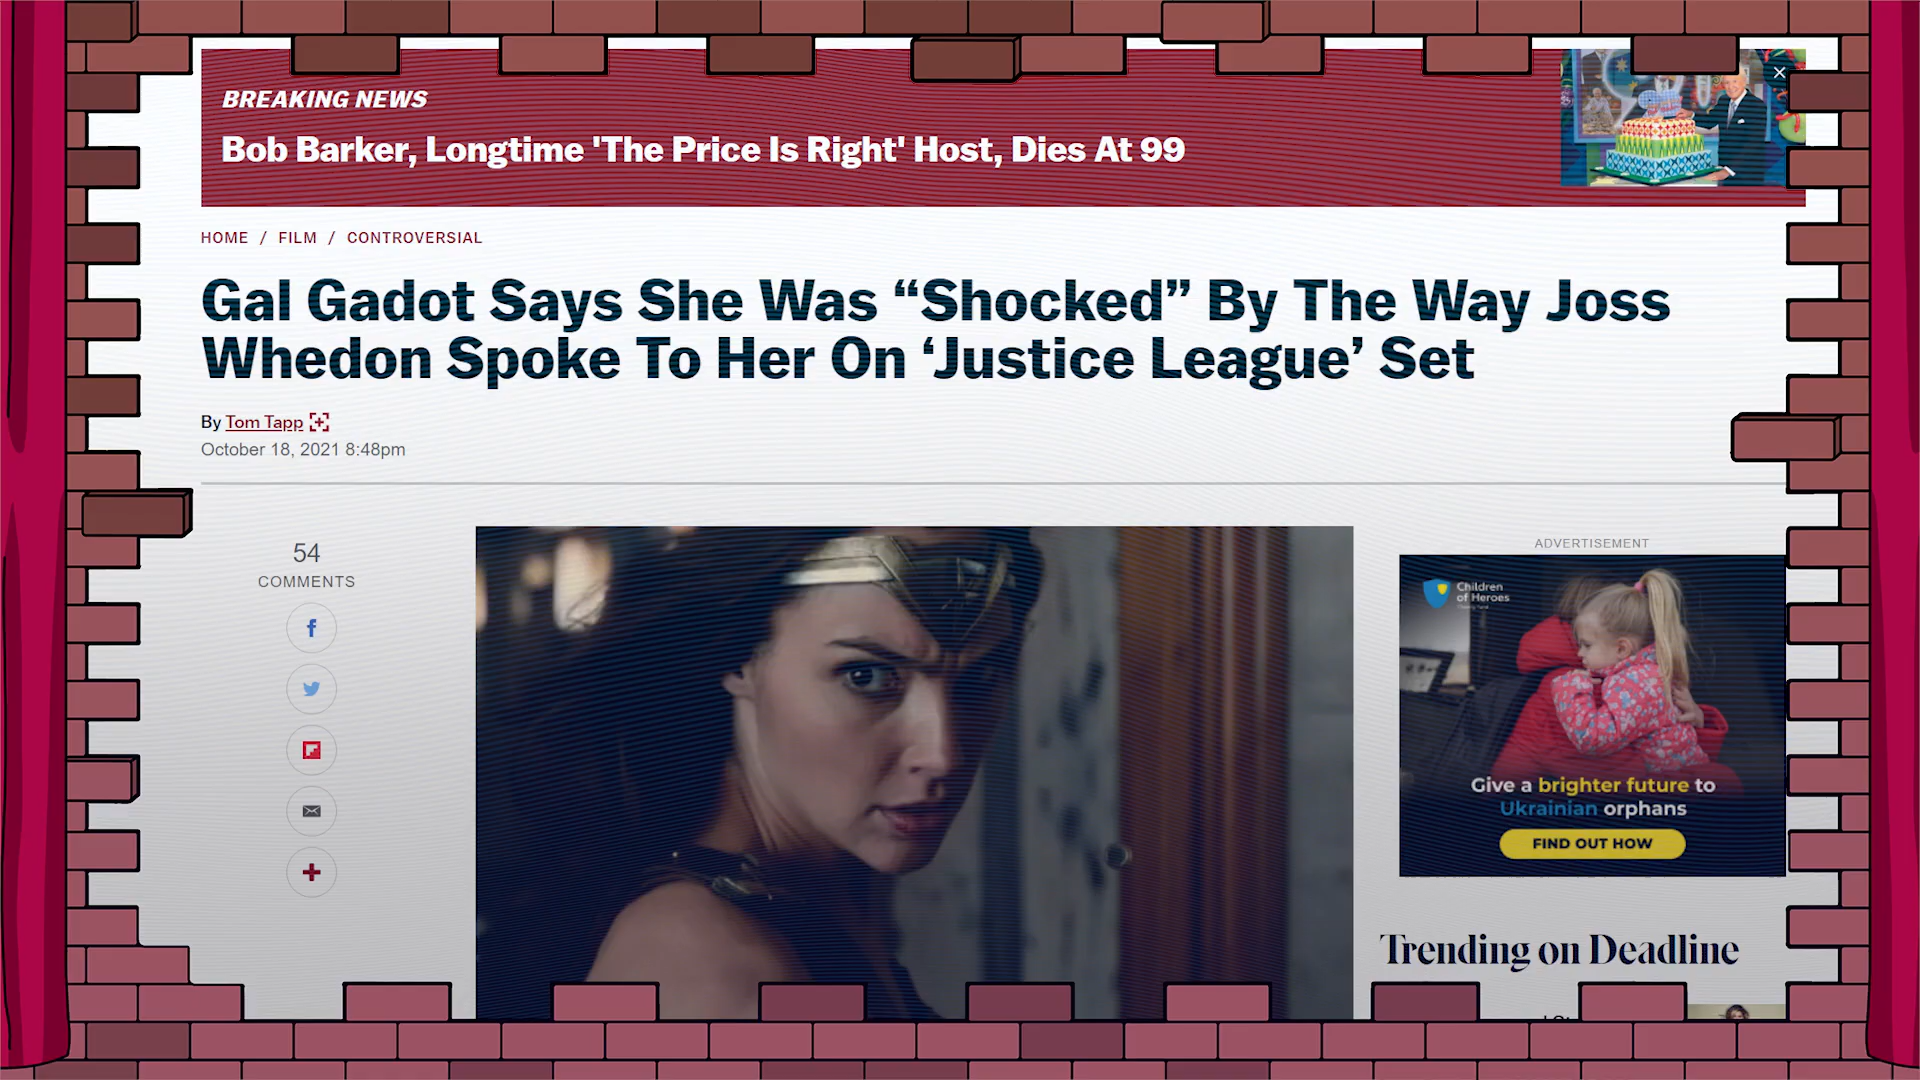 BREAKING NEWS
Bob Barker, Longtime 'The Price Is Right' Host, Dies At 99
HOME / FILM / CONTROVERSIAL
Gal Gadot Says She Was “Shocked” By The Way Joss
Whedon Spoke To Her On ‘Justice League’ Set
By Tom Tapp
October 18, 2021 8:48pm
54
COMMENTS
ADVERTISEMENT
Children
of Heroes
Give a brighter future to
Ukrainian orphans
FIND OUT HOW
Trending on Deadline